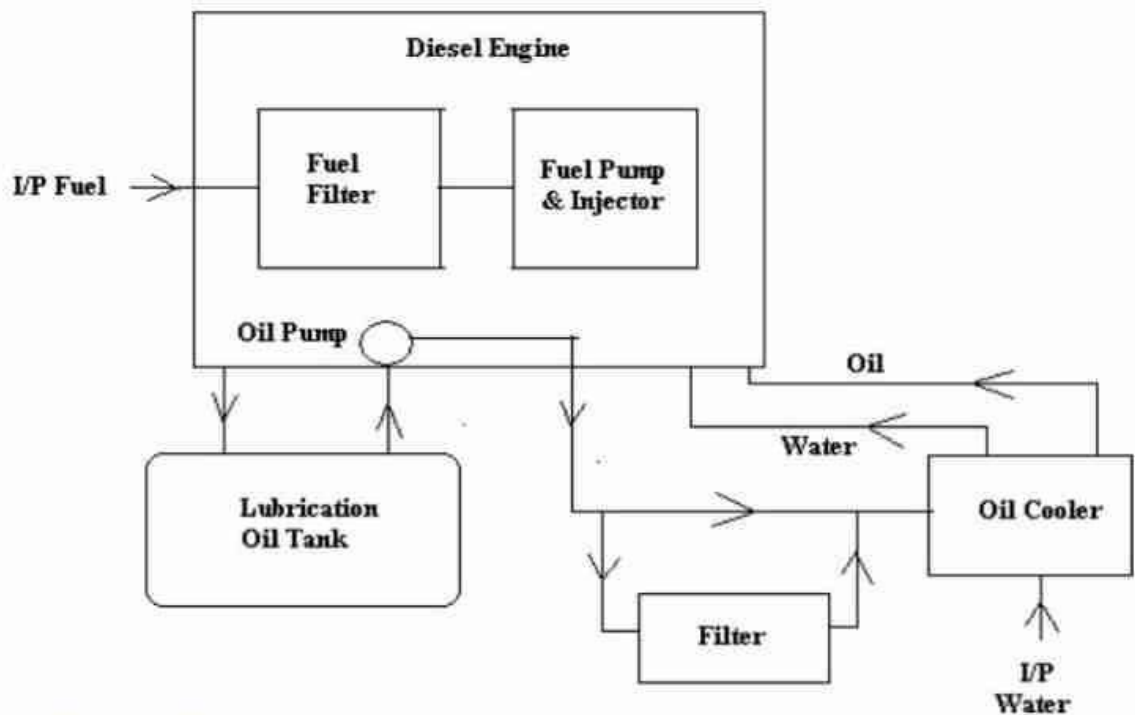 Diesel Engine
I/P Fuel
Fuel
Filter
Fuel Pump
& Injector
Oil Pump
Oil
Water
Lubrication
Oil Tank
Oil Cooler
Filter
I/P
Water